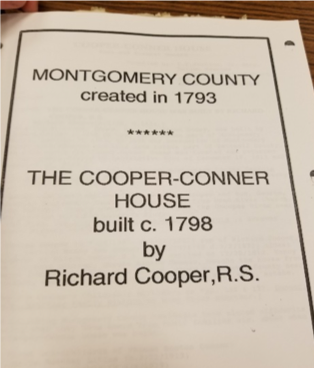 MONTGOMERY COUNTY
created in 1793
******
THE COOPER-CONNER
HOUSE
built c. 1798
by
Richard Cooper,R.S.